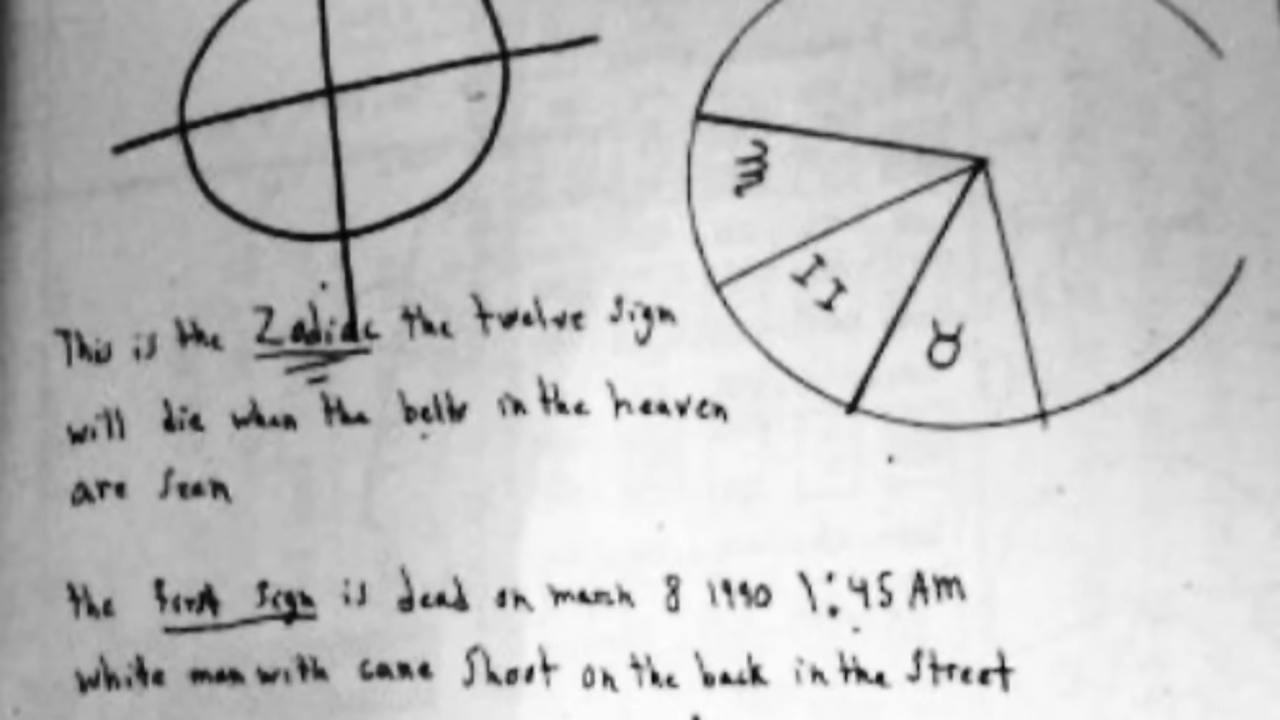 ♏
II
♉
This is the Zodiac the twelve sign
will die when the belts in the heaven
are seen
the first sign is dead on march 8 1990 1:45 AM
white man with cane shoot on the back in the street